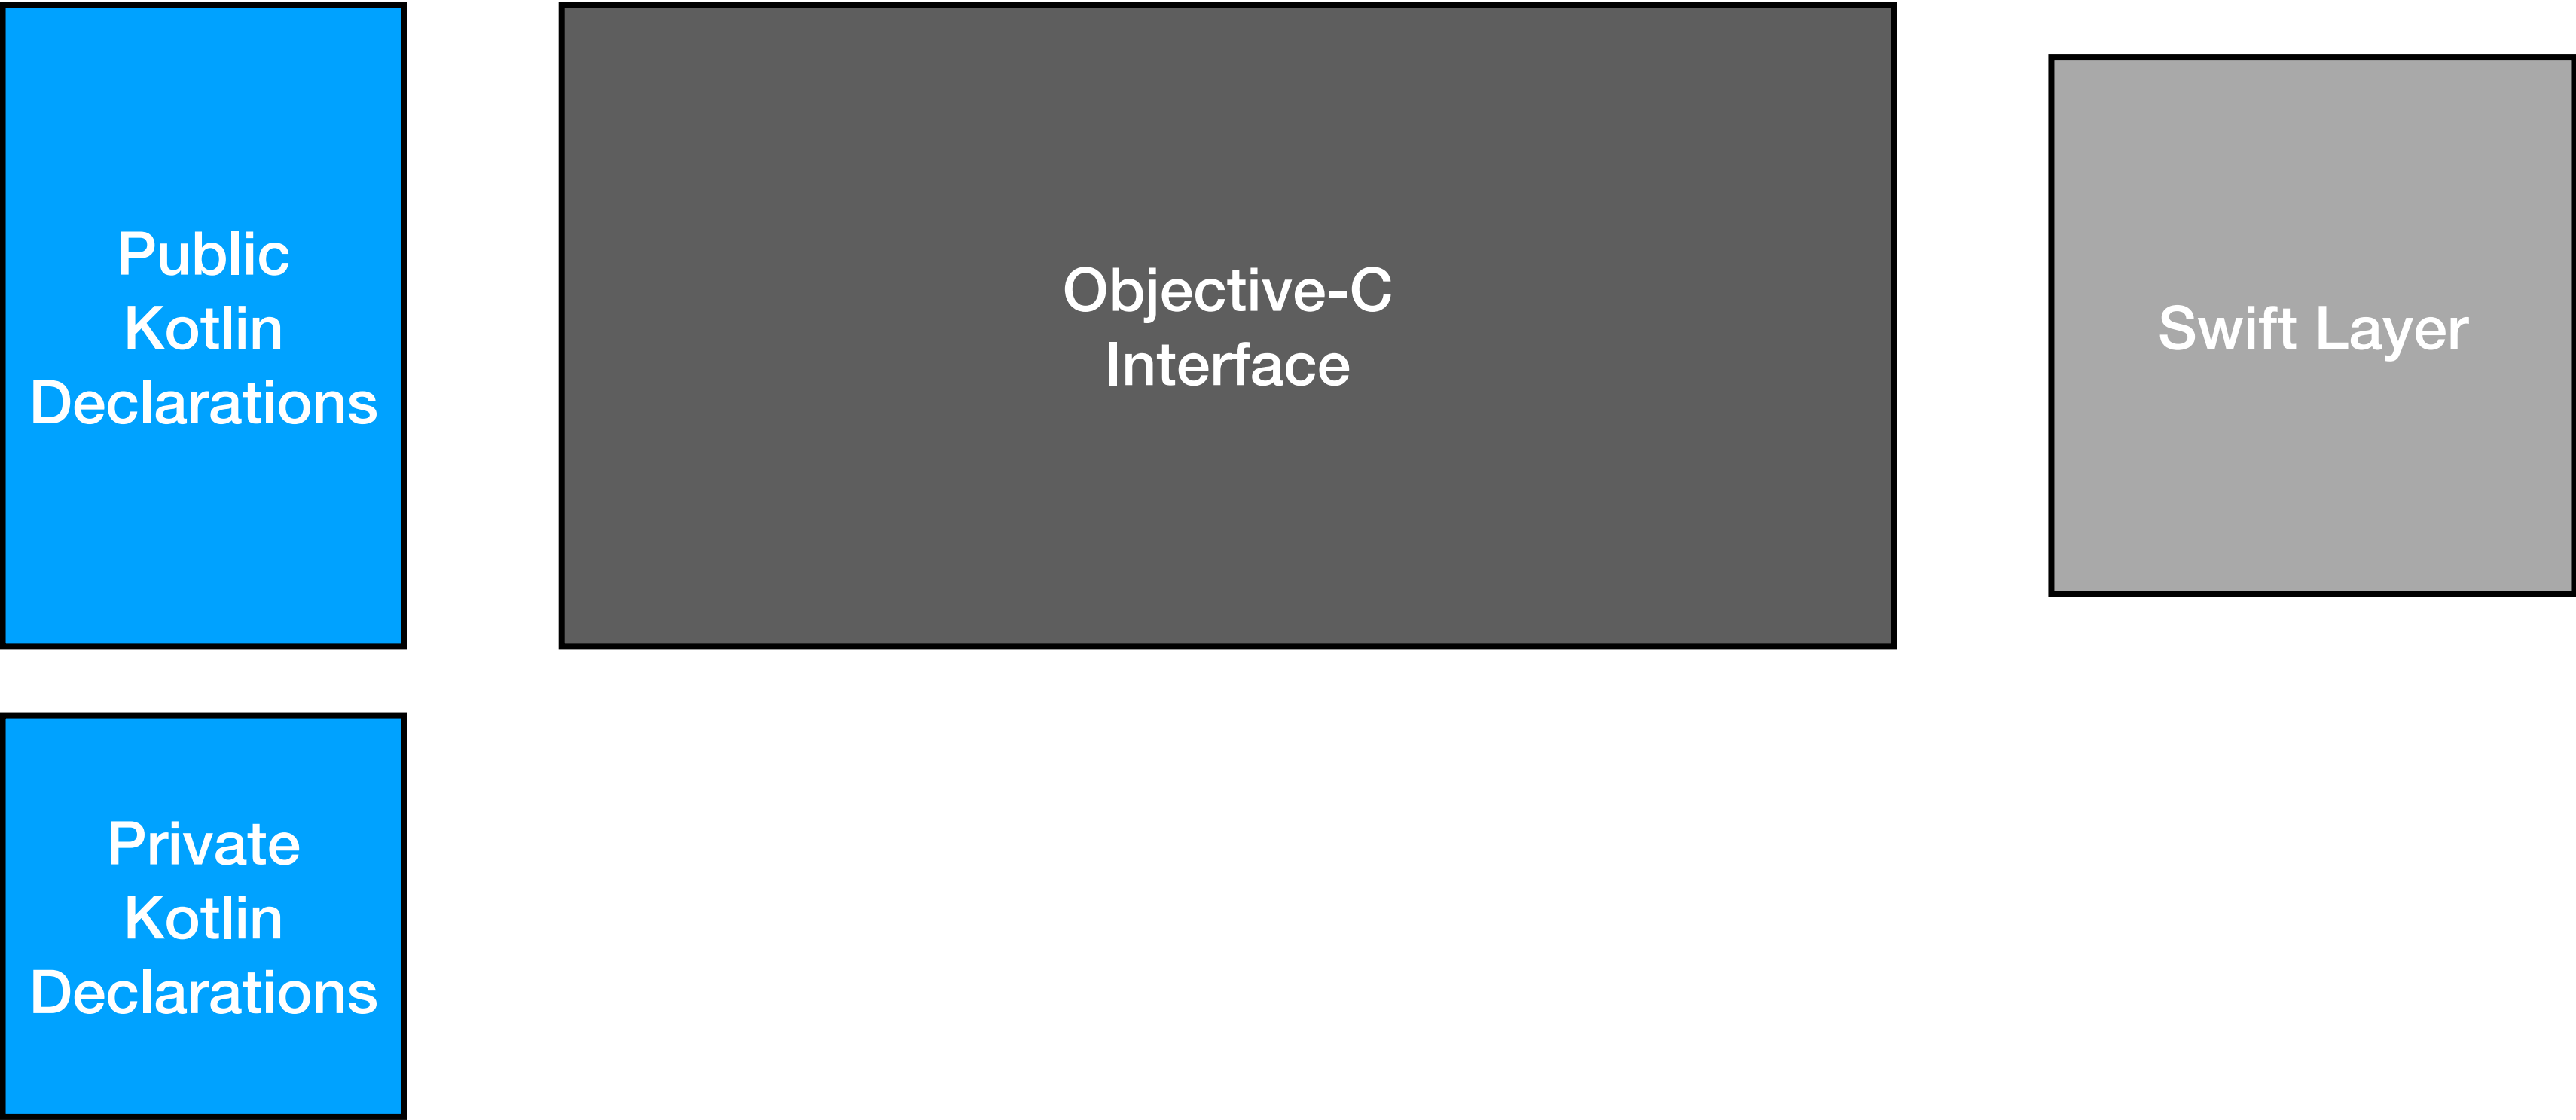 Public
Kotlin
Declarations
Objective-C
Interface
Swift Layer
Private
Kotlin
Declarations